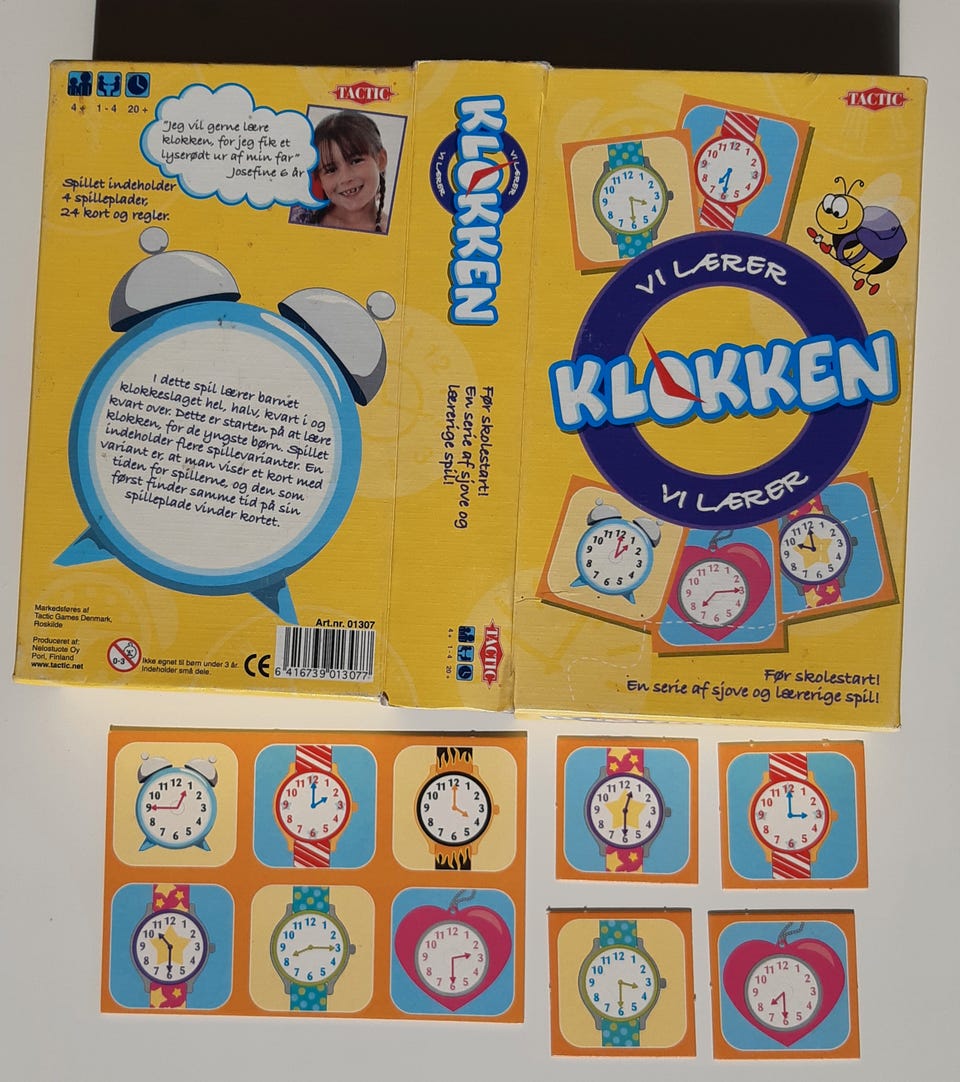 4+ 1-4 20+
"Jeg vil gerne lære
klokken, for jeg fik et
lyserødt ur af min far"
Josefine 6 år
TACTIC
Spillet indeholder
4 spilleplader,
24 kort og regler.
I dette spil lærer barnet
klokkeslaget hel, halv, kvart i og
kvart over. Dette er starten på at lære
klokken, for de yngste børn. Spillet
indeholder flere spillevarianter. En
variant er, at man viser et kort med
tiden for spillerne, og den som
først finder samme tid på sin
spilleplade vinder kortet.
Markedsføres af
Tactic Games Denmark,
Roskilde
Produceret af:
Nelostuote Oy
Pori, Finland
www.tactic.net
0-3
Ikke egnet til børn under 3 år.
Indeholder små dele.
CE
Art.nr. 01307
6 416739 013077
VI LÆRER
KLOKKEN
VI LÆRER
Før skolestart!
En serie af sjove og
lærerige spil!
4+ 1-4 20+
TACTIC
TACTIC
VI LÆRER
KLOKKEN
VI LÆRER
Før skolestart!
En serie af sjove og lærerige spil!